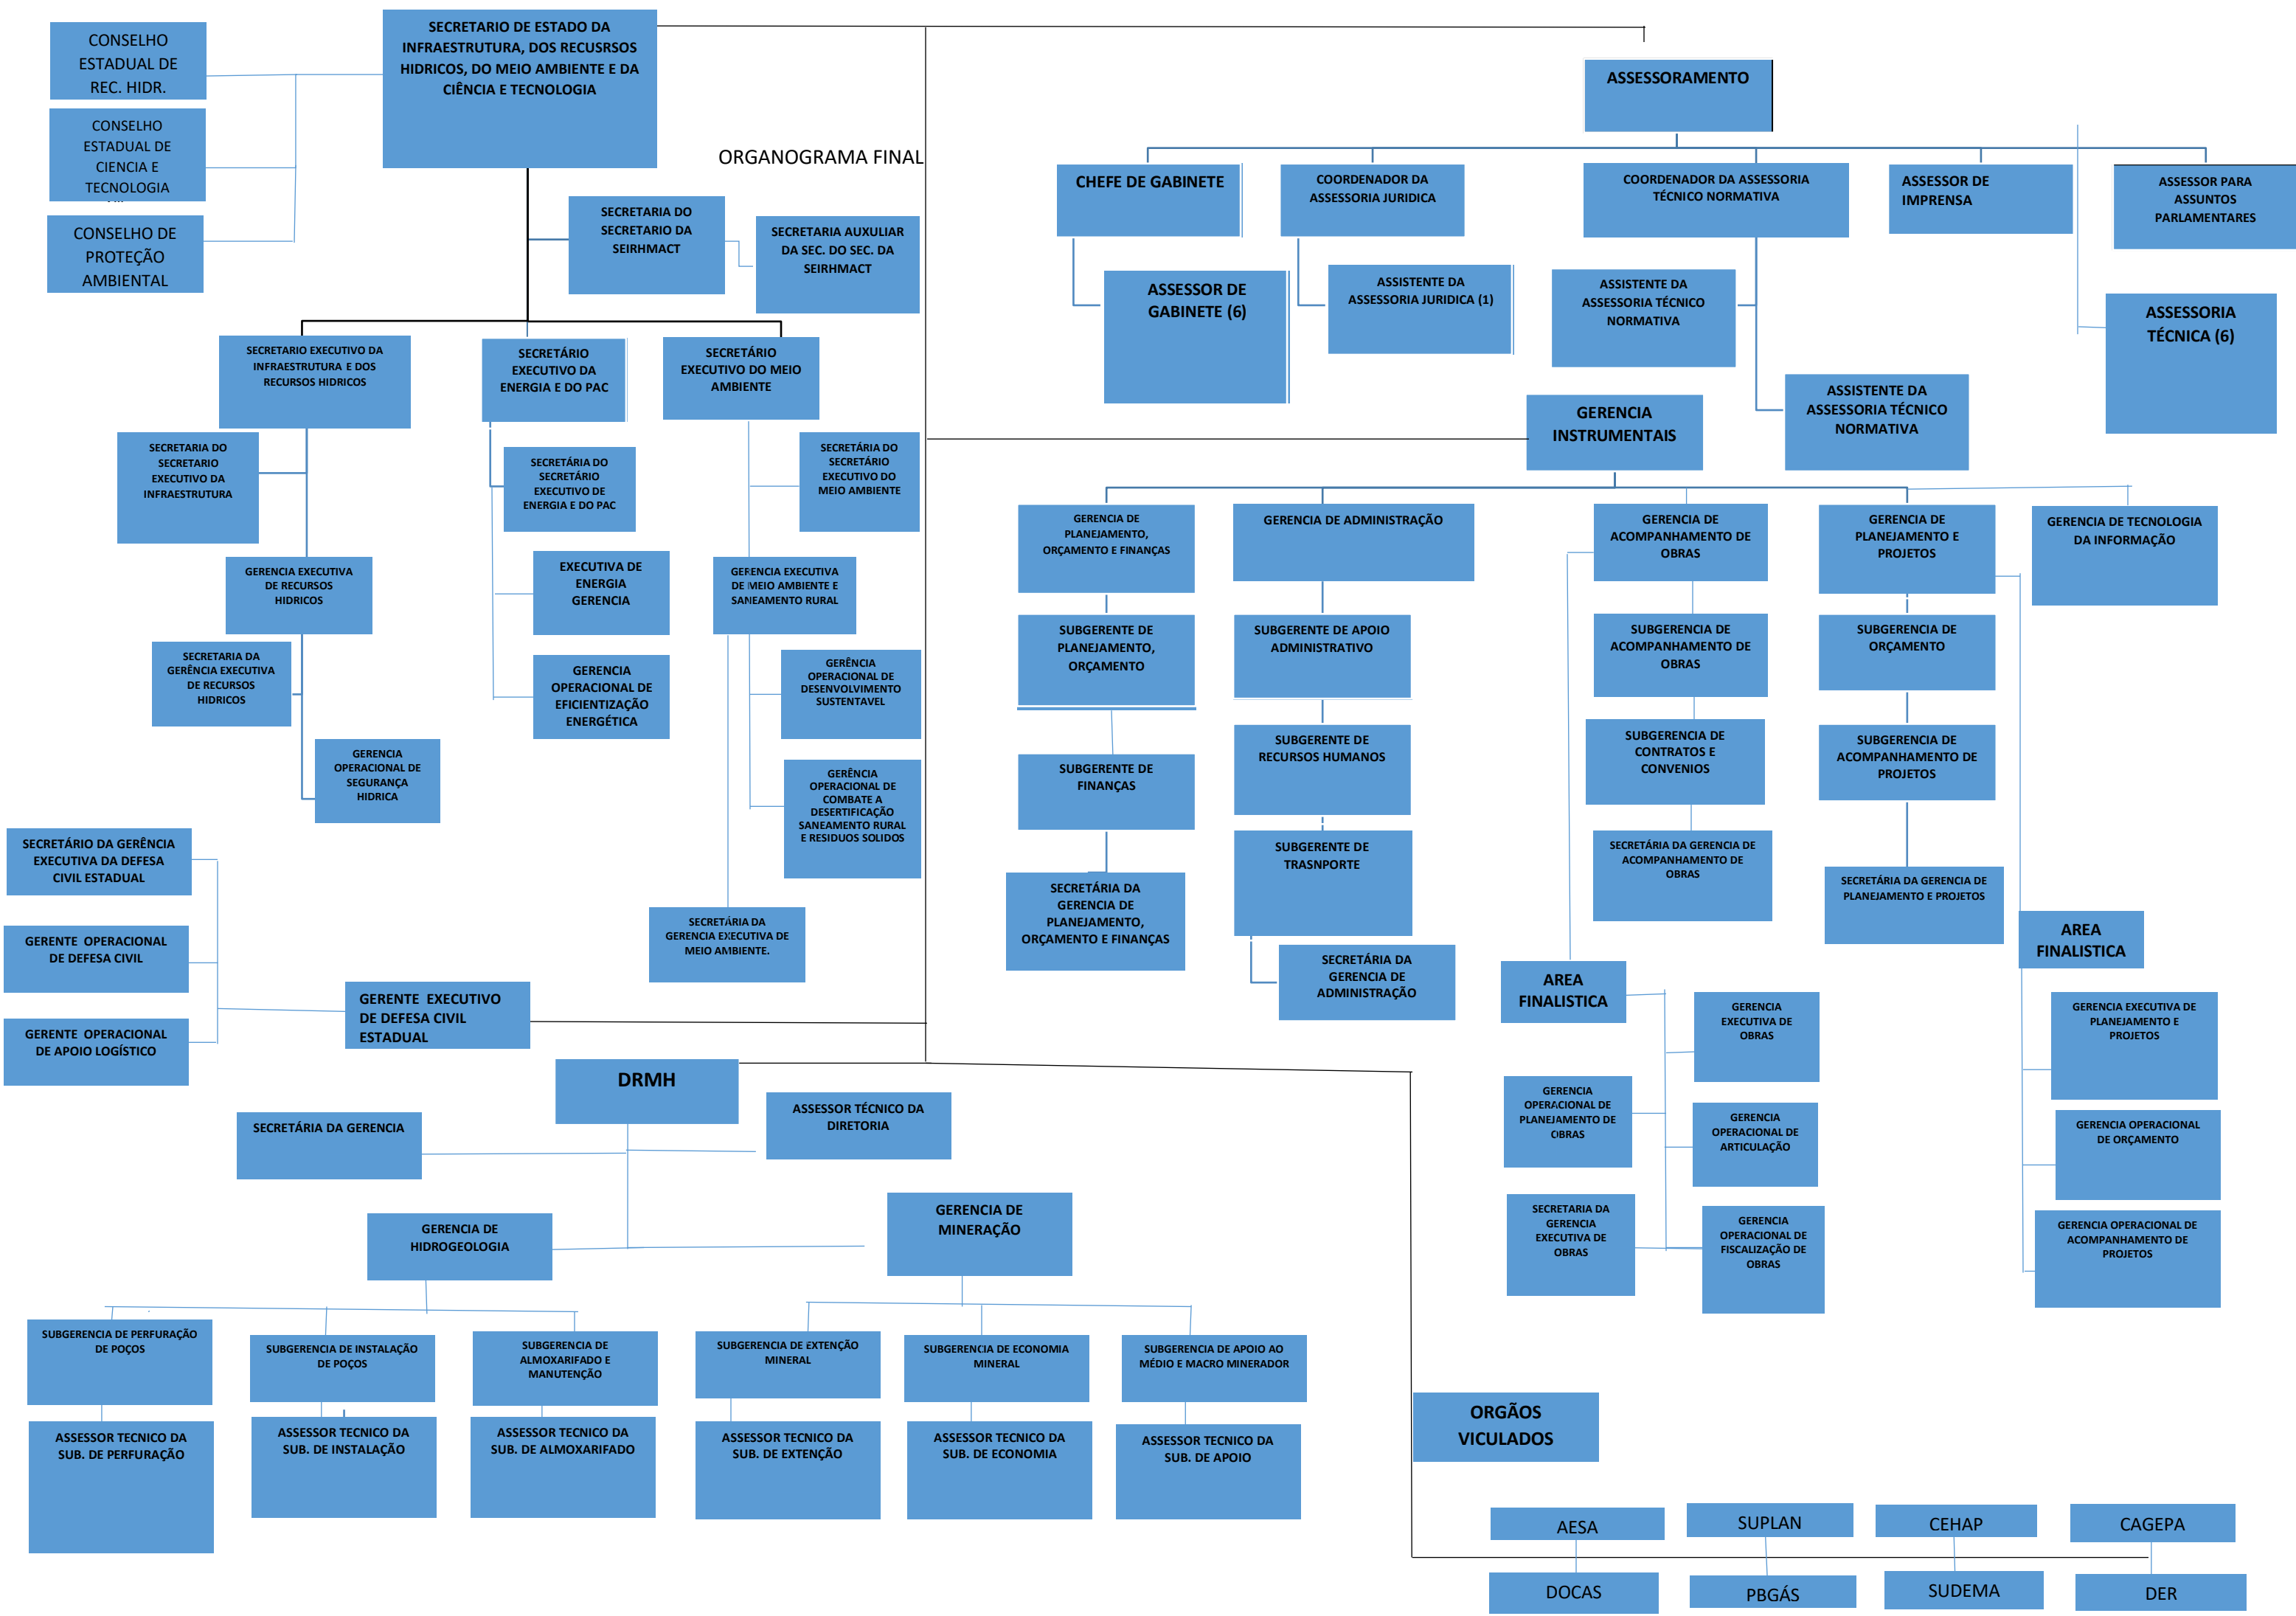 CONSELHO
ESTADUAL DE
REC. HIDR.
CONSELHO
ESTADUAL DE
CIENCIA E
TECNOLOGIA
CONSELHO DE
PROTEÇÃO
AMBIENTAL
SECRETARIO DE ESTADO DA
INFRAESTRUTURA, DOS RECUSRSOS
HIDRICOS, DO MEIO AMBIENTE E DA
CIÊNCIA E TECNOLOGIA
ORGANOGRAMA FINAL
SECRETARIA DO
SECRETARIO DA
SEIRHMACT
SECRETARIA AUXULIAR
DA SEC. DO SEC. DA
SEIRHMACT
ASSESSORAMENTO
CHEFE DE GABINETE
COORDENADOR DA
ASSESSORIA JURIDICA
COORDENADOR DA ASSESSORIA
TÉCNICO NORMATIVA
ASSESSOR DE
IMPRENSA
ASSESSOR PARA
ASSUNTOS
PARLAMENTARES
ASSESSOR DE
GABINETE (6)
ASSISTENTE DA
ASSESSORIA JURIDICA (1)
ASSISTENTE DA
ASSESSORIA TÉCNICO
NORMATIVA
ASSISTENTE DA
ASSESSORIA TÉCNICO
NORMATIVA
ASSESSORIA
TÉCNICA (6)
SECRETARIO EXECUTIVO DA
INFRAESTRUTURA E DOS
RECURSOS HIDRICOS
SECRETÁRIO
EXECUTIVO DA
ENERGIA E DO PAC
SECRETÁRIO
EXECUTIVO DO MEIO
AMBIENTE
SECRETARIA DO
SECRETARIO
EXECUTIVO DA
INFRAESTRUTURA
SECRETÁRIA DO
SECRETÁRIO
EXECUTIVO DE
ENERGIA E DO PAC
SECRETÁRIA DO
SECRETÁRIO
EXECUTIVO DO
MEIO AMBIENTE
GERENCIA EXECUTIVA
DE RECURSOS
HIDRICOS
EXECUTIVA DE
ENERGIA
GERENCIA
GERENCIA EXECUTIVA
DE MEIO AMBIENTE E
SANEAMENTO RURAL
SECRETARIA DA
GERÊNCIA EXECUTIVA
DE RECURSOS
HIDRICOS
GERENCIA
OPERACIONAL DE
EFICIENTIZAÇÃO
ENERGÉTICA
GERÊNCIA
OPERACIONAL DE
DESENVOLVIMENTO
SUSTENTAVEL
GERENCIA
OPERACIONAL DE
SEGURANÇA
HIDRICA
GERÊNCIA
OPERACIONAL DE
COMBATE A
DESERTIFICAÇÃO
SANEAMENTO RURAL
E RESIDUOS SOLIDOS
SECRETÁRIA DA
GERENCIA EXECUTIVA DE
MEIO AMBIENTE.
GERENCIA
INSTRUMENTAIS
GERENCIA DE
PLANEJAMENTO,
ORÇAMENTO E FINANÇAS
GERENCIA DE ADMINISTRAÇÃO
GERENCIA DE
ACOMPANHAMENTO DE
OBRAS
GERENCIA DE
PLANEJAMENTO E
PROJETOS
GERENCIA DE TECNOLOGIA
DA INFORMAÇÃO
SUBGERENTE DE
PLANEJAMENTO,
ORÇAMENTO
SUBGERENTE DE APOIO
ADMINISTRATIVO
SUBGERENCIA DE
ACOMPANHAMENTO DE
OBRAS
SUBGERENCIA DE
ORÇAMENTO
SUBGERENTE DE
FINANÇAS
SUBGERENTE DE
RECURSOS HUMANOS
SUBGERENCIA DE
CONTRATOS E
CONVENIOS
SUBGERENCIA DE
ACOMPANHAMENTO DE
PROJETOS
SECRETÁRIA DA
GERENCIA DE
PLANEJAMENTO,
ORÇAMENTO E FINANÇAS
SUBGERENTE DE
TRASNPORTE
SECRETÁRIA DA GERENCIA DE
ACOMPANHAMENTO DE
OBRAS
SECRETÁRIA DA GERENCIA DE
PLANEJAMENTO E PROJETOS
SECRETÁRIA DA
GERENCIA DE
ADMINISTRAÇÃO
AREA
FINALISTICA
AREA
FINALISTICA
GERENCIA
EXECUTIVA DE
OBRAS
GERENCIA
OPERACIONAL DE
PLANEJAMENTO DE
OBRAS
GERENCIA
OPERACIONAL DE
ARTICULAÇÃO
SECRETARIA DA
GERENCIA
EXECUTIVA DE
OBRAS
GERENCIA
OPERACIONAL DE
FISCALIZAÇÃO DE
OBRAS
GERENCIA EXECUTIVA DE
PLANEJAMENTO E
PROJETOS
GERENCIA OPERACIONAL
DE ORÇAMENTO
GERENCIA OPERACIONAL DE
ACOMPANHAMENTO DE
PROJETOS
SECRETÁRIO DA GERÊNCIA
EXECUTIVA DA DEFESA
CIVIL ESTADUAL
GERENTE OPERACIONAL
DE DEFESA CIVIL
GERENTE OPERACIONAL
DE APOIO LOGÍSTICO
GERENTE EXECUTIVO
DE DEFESA CIVIL
ESTADUAL
DRMH
SECRETÁRIA DA GERENCIA
ASSESSOR TÉCNICO DA
DIRETORIA
GERENCIA DE
HIDROGEOLOGIA
GERENCIA DE
MINERAÇÃO
SUBGERENCIA DE PERFURAÇÃO
DE POÇOS
SUBGERENCIA DE INSTALAÇÃO
DE POÇOS
SUBGERENCIA DE
ALMOXARIFADO E
MANUTENÇÃO
SUBGERENCIA DE EXTENÇÃO
MINERAL
SUBGERENCIA DE ECONOMIA
MINERAL
SUBGERENCIA DE APOIO AO
MÉDIO E MACRO MINERADOR
ASSESSOR TECNICO DA
SUB. DE PERFURAÇÃO
ASSESSOR TECNICO DA
SUB. DE INSTALAÇÃO
ASSESSOR TECNICO DA
SUB. DE ALMOXARIFADO
ASSESSOR TECNICO DA
SUB. DE EXTENÇÃO
ASSESSOR TECNICO DA
SUB. DE ECONOMIA
ASSESSOR TECNICO DA
SUB. DE APOIO
ORGÃOS
VICULADOS
AESA
SUPLAN
CEHAP
CAGEPA
DOCAS
PBGÁS
SUDEMA
DER